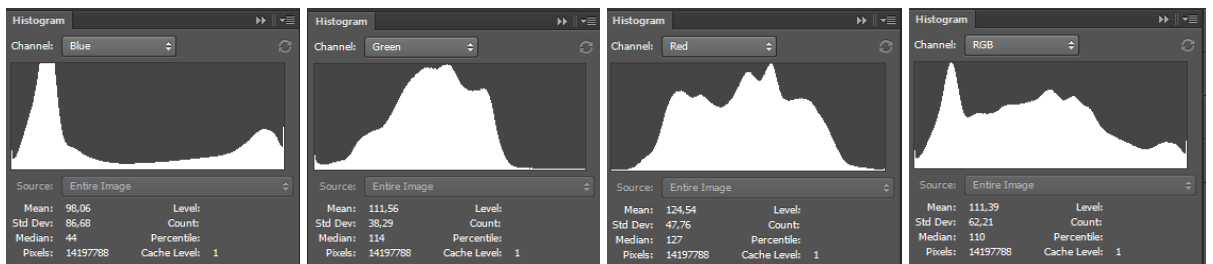 Histogram
Channel: Blue
Source: Entire Image
Mean: 98,06 Level:
Std Dev: 86,68 Count:
Median: 44 Percentile:
Pixels: 14197788 Cache Level: 1
Histogram
Channel: Green
Source: Entire Image
Mean: 111,56 Level:
Std Dev: 38,29 Count:
Median: 114 Percentile:
Pixels: 14197788 Cache Level: 1
Histogram
Channel: Red
Source: Entire Image
Mean: 124,54 Level:
Std Dev: 47,76 Count:
Median: 127 Percentile:
Pixels: 14197788 Cache Level: 1
Histogram
Channel: RGB
Source: Entire Image
Mean: 111,39 Level:
Std Dev: 62,21 Count:
Median: 110 Percentile:
Pixels: 14197788 Cache Level: 1